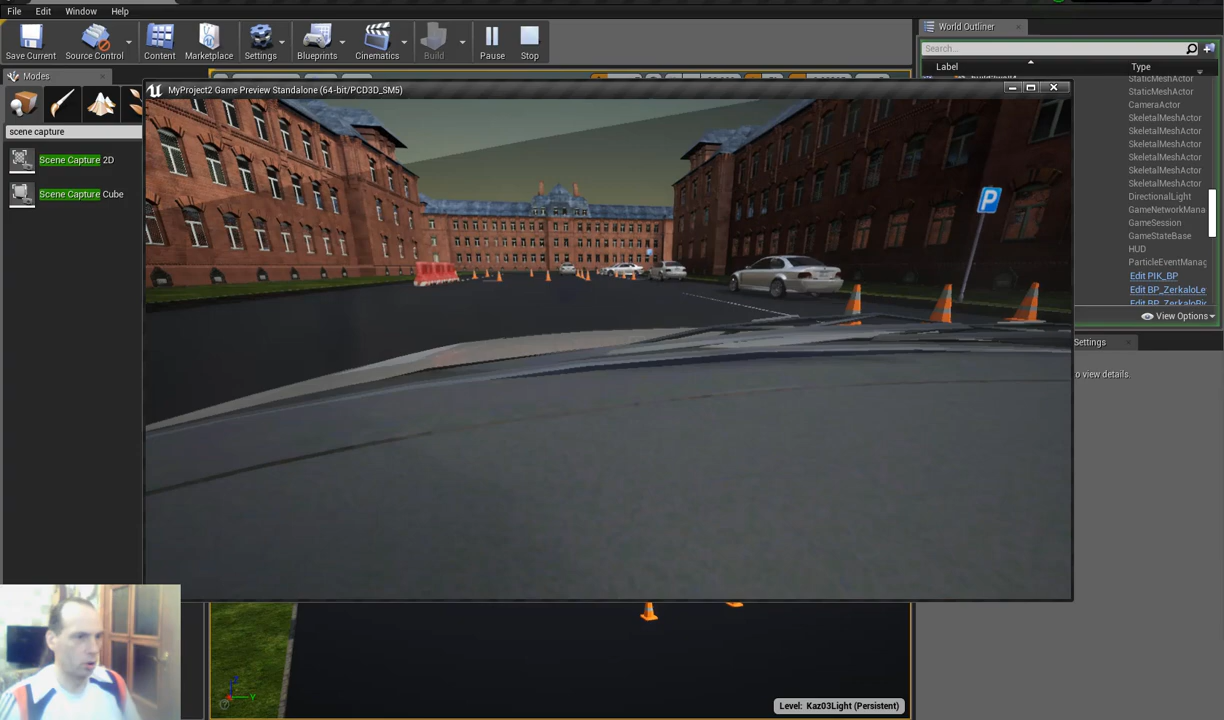 File Edit Window Help
Save Current Source Control Content Marketplace Settings Blueprints Cinematics Build Pause Stop
World Outliner
Search...
Label Type
Modes
scene capture
Scene Capture 2D
Scene Capture Cube
MyProject2 Game Preview Standalone (64-bit/PCD3D_SM5)
P
StaticMeshActor
StaticMeshActor
CameraActor
SkeletalMeshActor
SkeletalMeshActor
SkeletalMeshActor
SkeletalMeshActor
SkeletalMeshActor
SkeletalMeshActor
DirectionalLight
GameNetworkMana
GameSession
GameStateBase
HUD
ParticleEventManag
Edit PIK_BP
Edit BP_ZerkaloLe
Edit BP_ZerkaloRi
View Options
Settings
o view details.
Y
Level: Kaz03Light (Persistent)